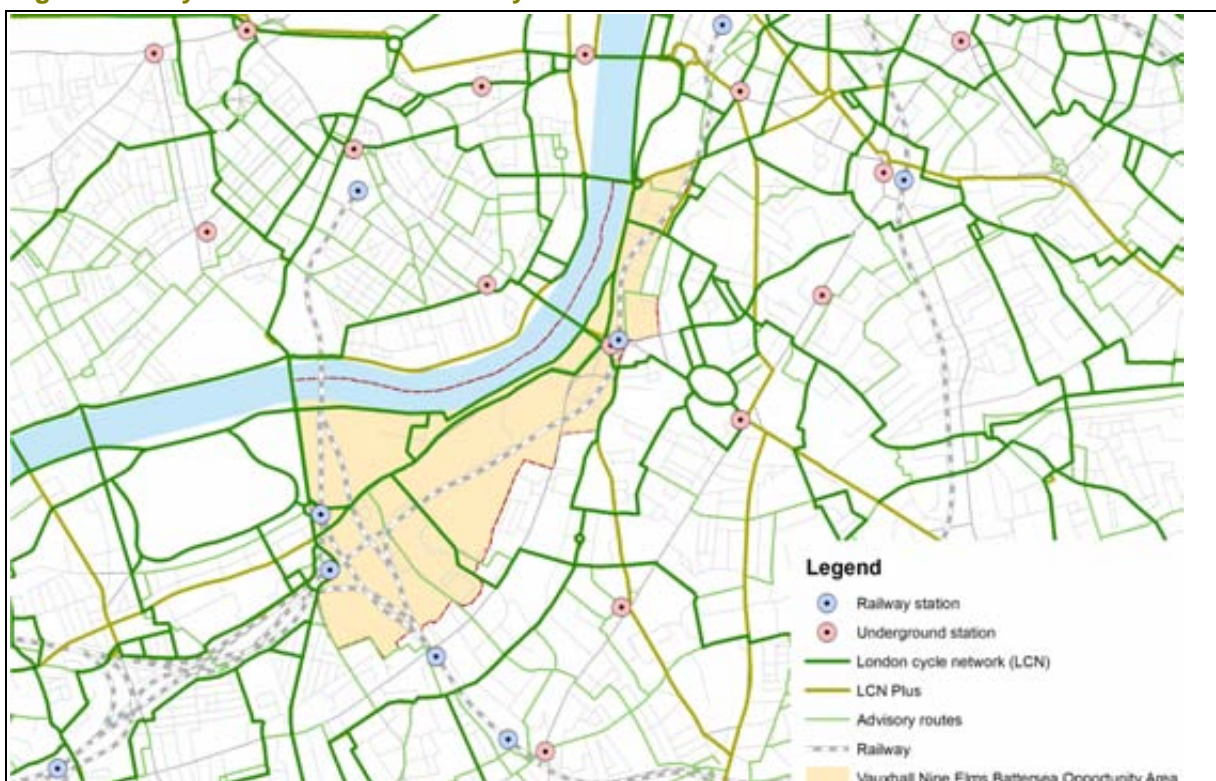 Legend
Railway station
Underground station
London cycle network (LCN)
LCN Plus
Advisory routes
Railway
Vauxhall Nine Elms Battersea Opportunity Area